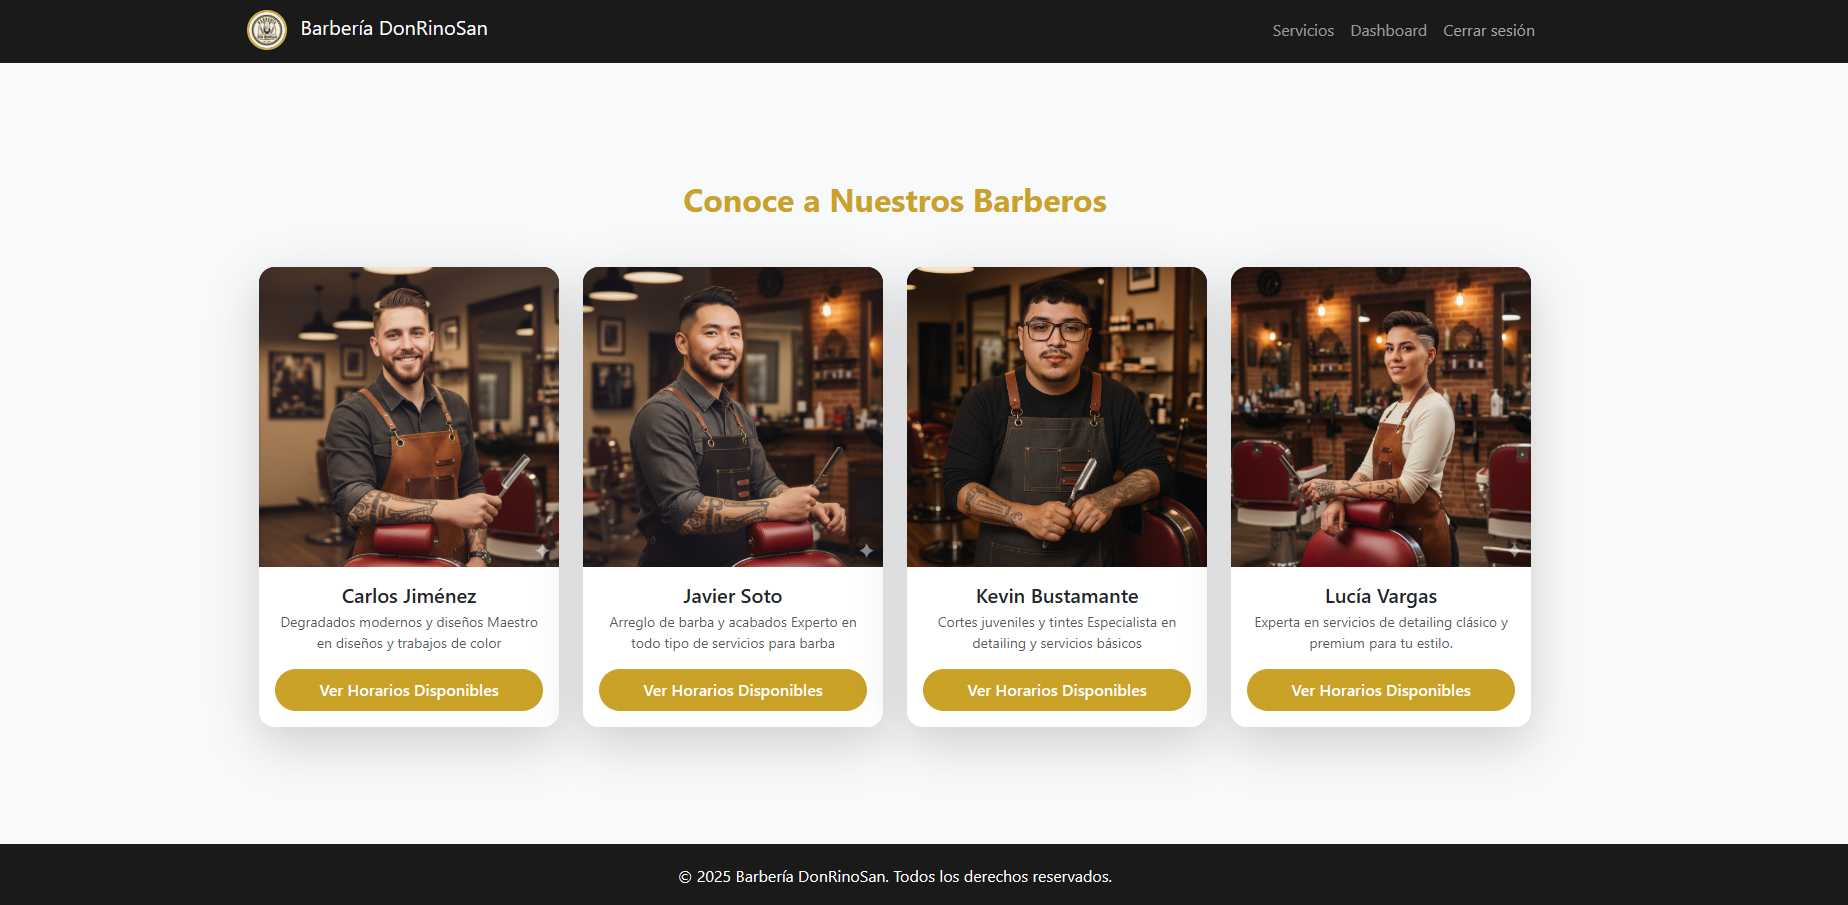 Barbería DonRinoSan
Servicios Dashboard Cerrar sesión
Conoce a Nuestros Barberos
Carlos Jiménez
Degradados modernos y diseños Maestro
en diseños y trabajos de color
Ver Horarios Disponibles
Javier Soto
Arreglo de barba y acabados Experto en
todo tipo de servicios para barba
Ver Horarios Disponibles
Kevin Bustamante
Cortes juveniles y tintes Especialista en
detailing y servicios básicos
Ver Horarios Disponibles
Lucía Vargas
Experta en servicios de detailing clásico y
premium para tu estilo.
Ver Horarios Disponibles
© 2025 Barbería DonRinoSan. Todos los derechos reservados.